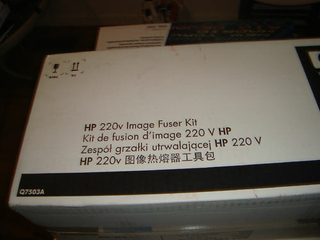 HP 220v Image Fuser Kit
Kit de fusion d'image 220 V HP
Zespół grzałki utrwalającej HP 220 V
HP 220v 图像热熔器工具包
Q7503A